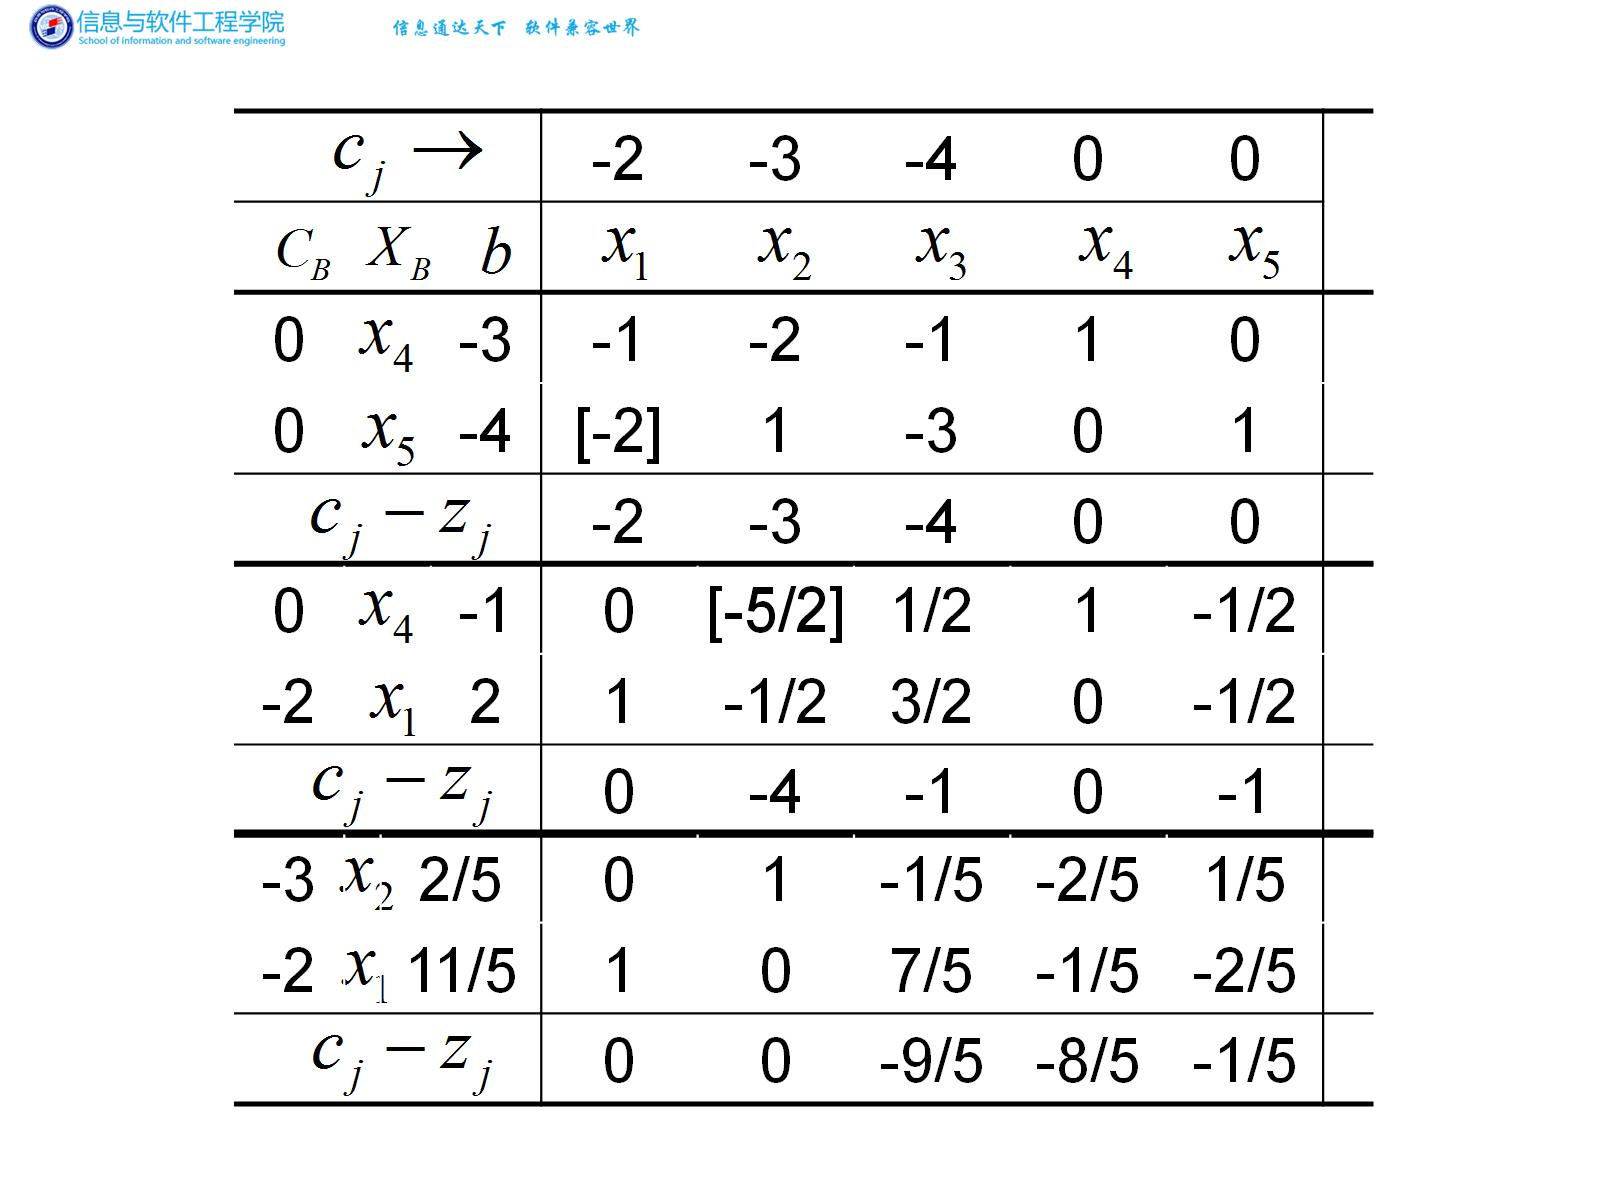 信息与软件工程学院
School of information and software engineering
信息通达天下 软件兼容世界
c_j → -2 -3 -4 0 0
C_B X_B b x_1 x_2 x_3 x_4 x_5
0 x_4 -3 -1 -2 -1 1 0
0 x_5 -4 [-2] 1 -3 0 1
c_j - z_j -2 -3 -4 0 0
0 x_4 -1 0 [-5/2] 1/2 1 -1/2
-2 x_1 2 1 -1/2 3/2 0 -1/2
c_j - z_j 0 -4 -1 0 -1
-3 x_2 2/5 0 1 -1/5 -2/5 1/5
-2 x_1 11/5 1 0 7/5 -1/5 -2/5
c_j - z_j 0 0 -9/5 -8/5 -1/5